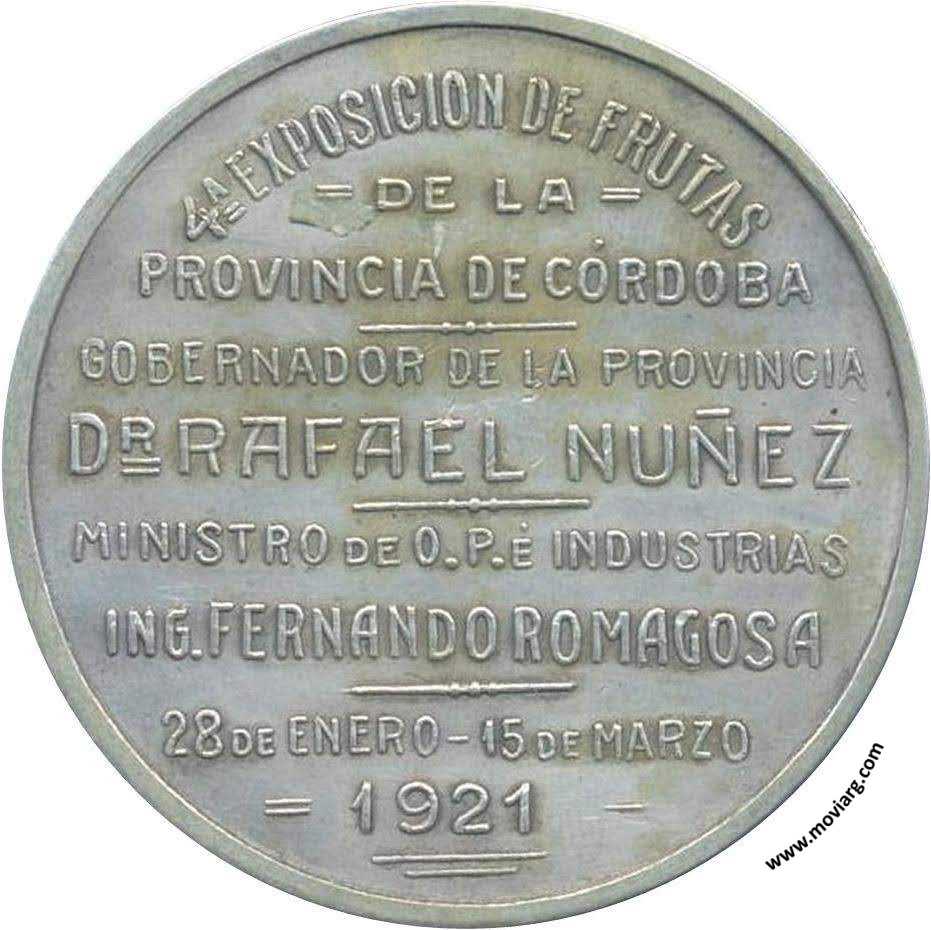 4ª EXPOSICION DE FRUTAS
= DE LA =
PROVINCIA DE CÓRDOBA
GOBERNADOR DE LA PROVINCIA
DR RAFAEL NUÑEZ
MINISTRO DE O.P. É INDUSTRIAS
ING. FERNANDO ROMAGOSA
28 DE ENERO - 15 DE MARZO
= 1921 -
www.moviarg.com